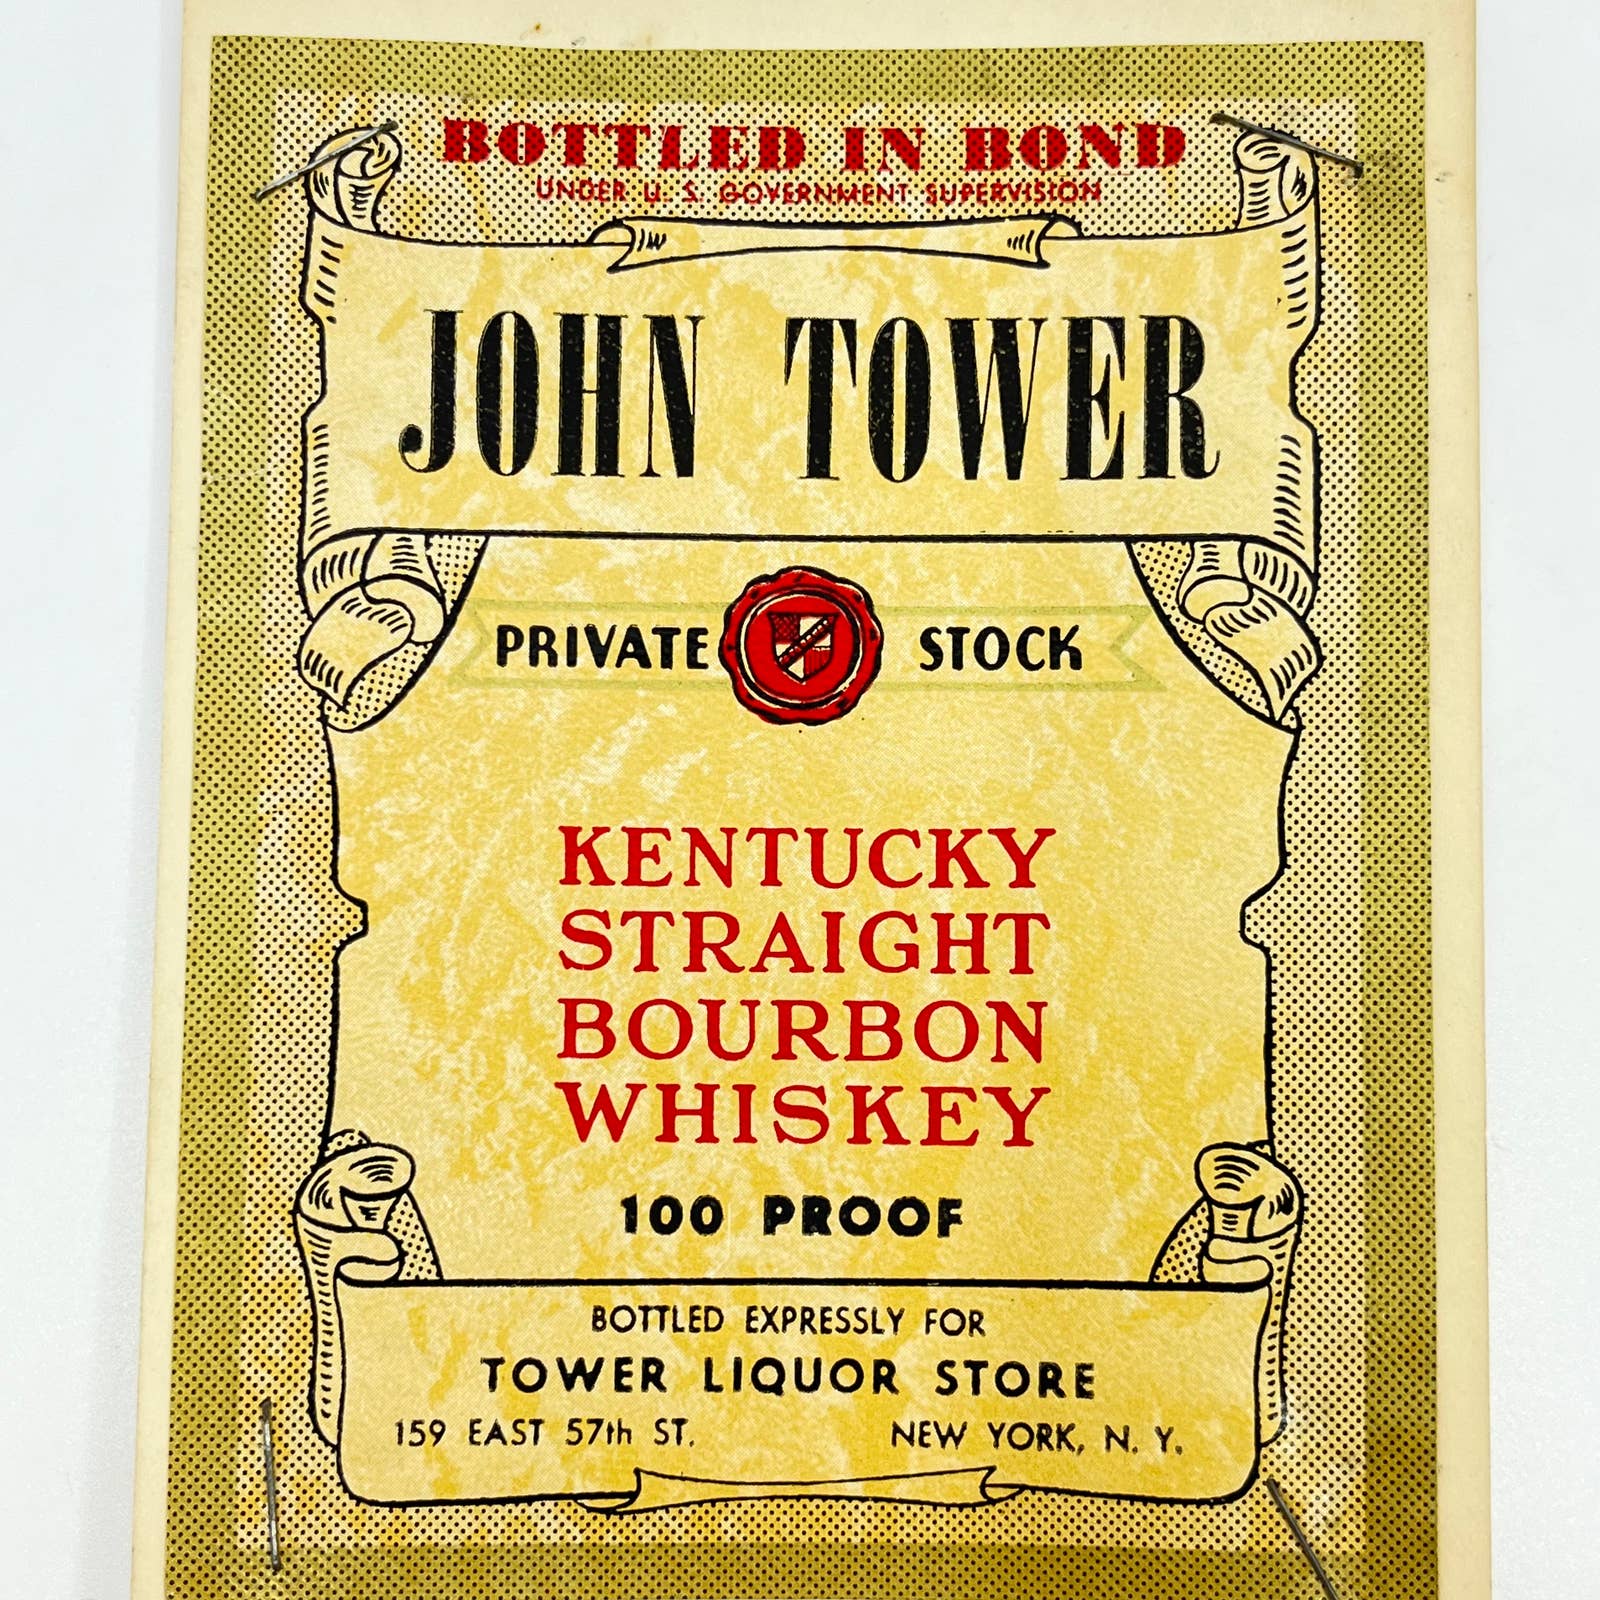 BOTTLED IN BOND
UNDER U. S. GOVERNMENT SUPERVISION
JOHN TOWER
PRIVATE STOCK
KENTUCKY
STRAIGHT
BOURBON
WHISKEY
100 PROOF
BOTTLED EXPRESSLY FOR
TOWER LIQUOR STORE
159 EAST 57th ST. NEW YORK, N. Y.